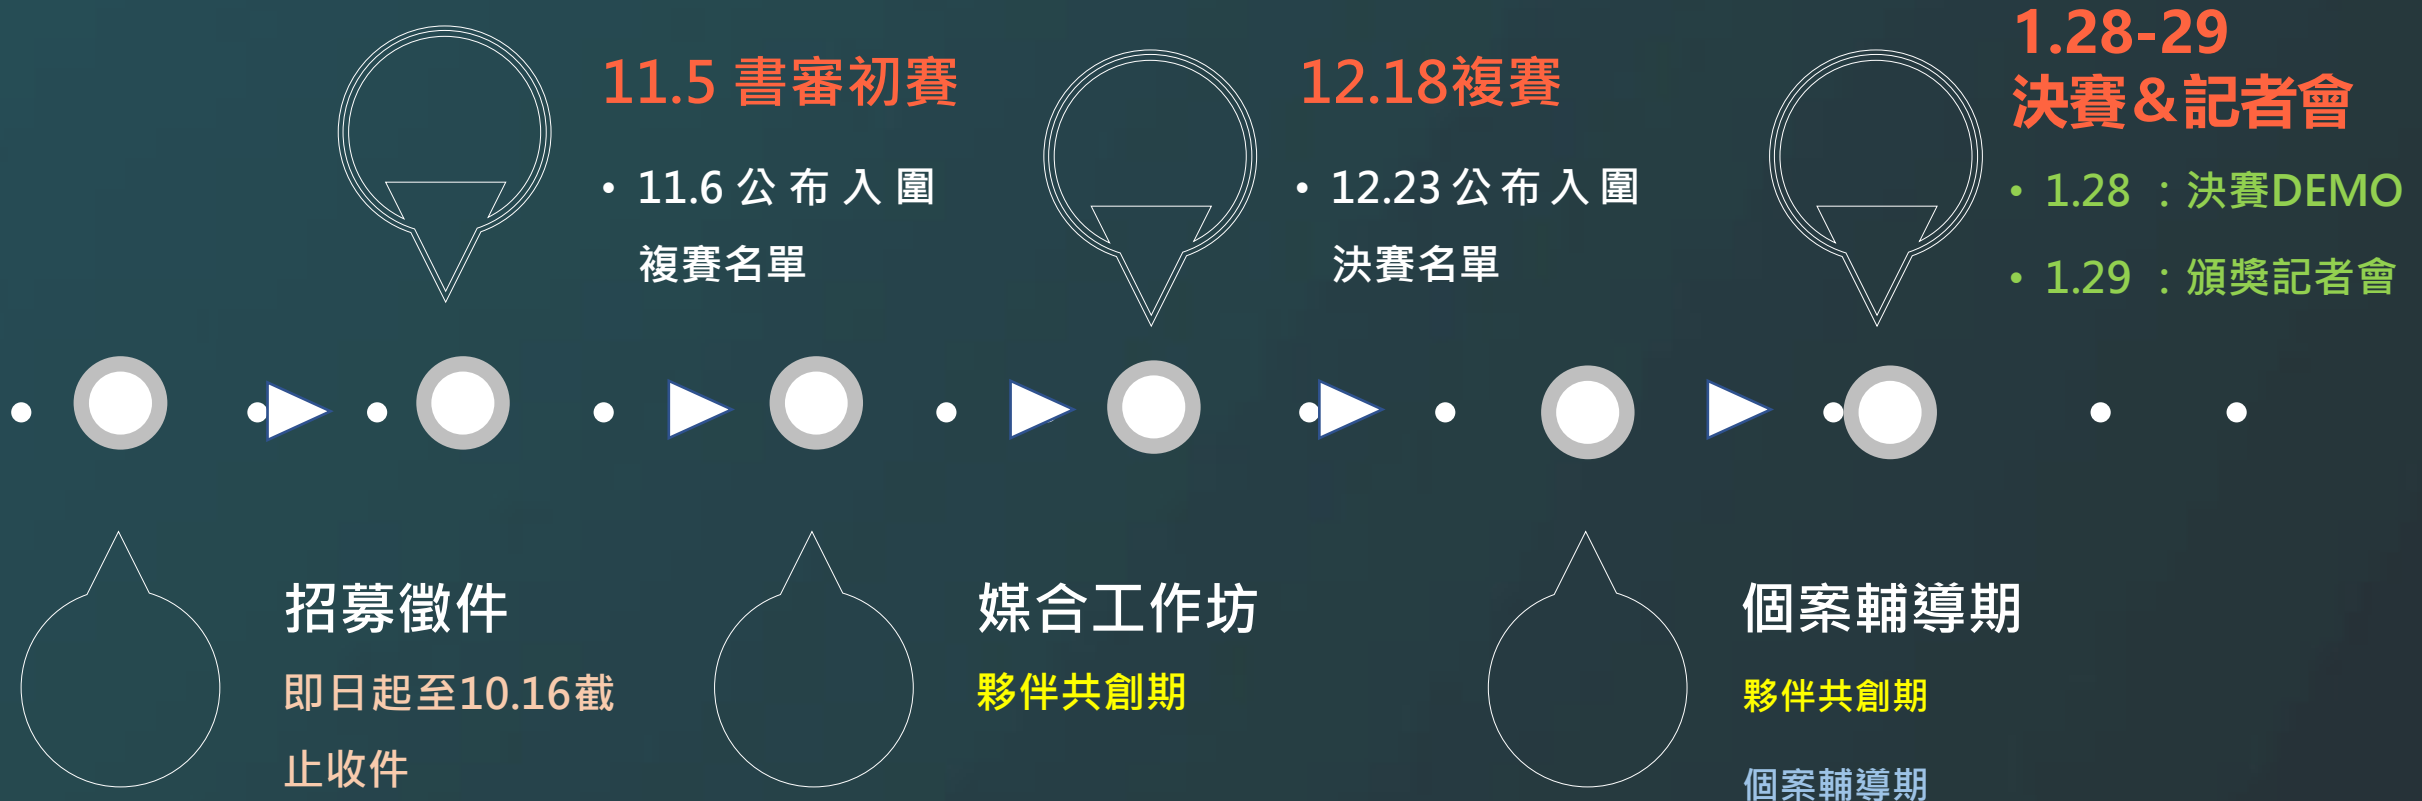 11.5 書審初賽
• 11.6 公布入圍
複賽名單
12.18複賽
• 12.23 公布入圍
決賽名單
1.28-29
決賽&記者會
• 1.28 ：決賽DEMO
• 1.29 ：頒獎記者會
招募徵件
即日起至10.16截
止收件
媒合工作坊
夥伴共創期
個案輔導期
夥伴共創期
個案輔導期